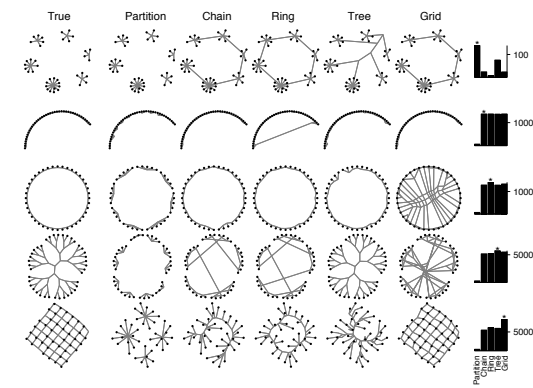 True Partition Chain Ring Tree Grid
*
100
*
1000
*
1000
*
5000
*
5000
Partition
Chain
Ring
Tree
Grid